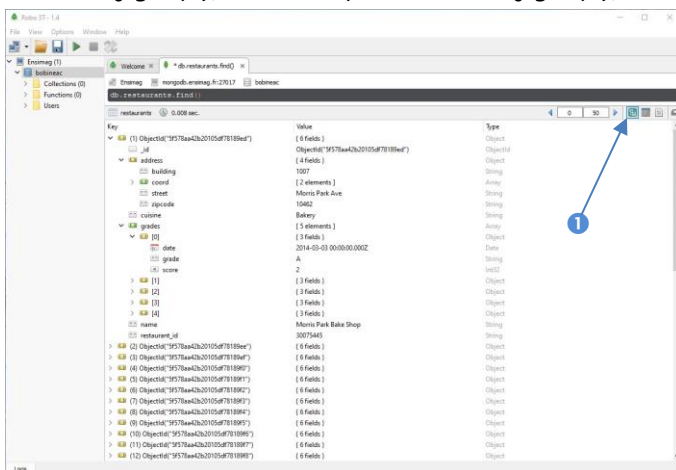 Robo 3T - 1.4
File View Options Window Help
Ensimag (1)
bobineac
Collections (0)
Functions (0)
Users
Welcome × * db.restaurants.find() ×
Ensimag mongodb.ensimag.fr:27017 bobineac
db.restaurants.find()
restaurants 0.008 sec. 0 50
Key Value Type
(1) ObjectId("5f578aa42b20105df78189ed") { 6 fields } Object
_id ObjectId("5f578aa42b20105df78189ed") ObjectId
address { 4 fields } Object
building 1007 String
coord [ 2 elements ] Array
street Morris Park Ave String
zipcode 10462 String
cuisine Bakery String
grades [ 5 elements ] Array
[0] { 3 fields } Object
date 2014-03-03 00:00:00.000Z Date
grade A String
score 2 Int32
[1] { 3 fields } Object
[2] { 3 fields } Object
[3] { 3 fields } Object
[4] { 3 fields } Object
name Morris Park Bake Shop String
restaurant_id 30075445 String
(2) ObjectId("5f578aa42b20105df78189ee") { 6 fields } Object
(3) ObjectId("5f578aa42b20105df78189ef") { 6 fields } Object
(4) ObjectId("5f578aa42b20105df78189f0") { 6 fields } Object
(5) ObjectId("5f578aa42b20105df78189f1") { 6 fields } Object
(6) ObjectId("5f578aa42b20105df78189f2") { 6 fields } Object
(7) ObjectId("5f578aa42b20105df78189f3") { 6 fields } Object
(8) ObjectId("5f578aa42b20105df78189f4") { 6 fields } Object
(9) ObjectId("5f578aa42b20105df78189f5") { 6 fields } Object
(10) ObjectId("5f578aa42b20105df78189f6") { 6 fields } Object
(11) ObjectId("5f578aa42b20105df78189f7") { 6 fields } Object
(12) ObjectId("5f578aa42b20105df78189f8") { 6 fields } Object
1
Logs